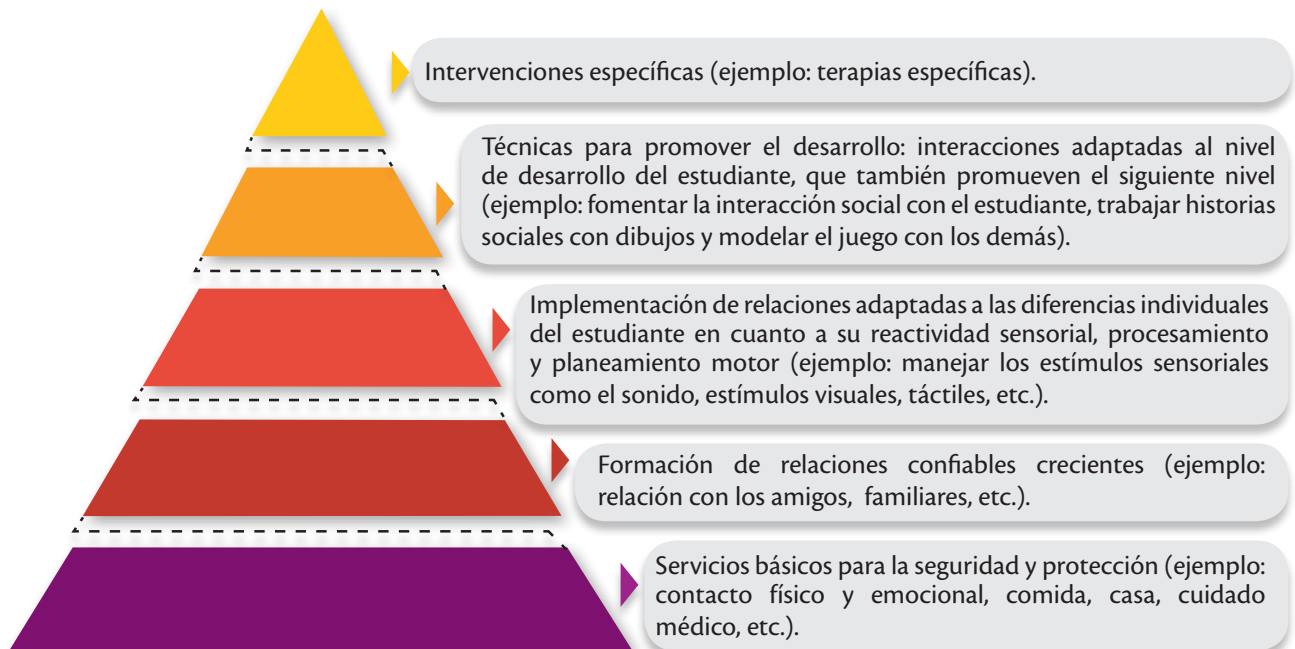 Intervenciones específicas (ejemplo: terapias específicas).
Técnicas para promover el desarrollo: interacciones adaptadas al nivel
de desarrollo del estudiante, que también promueven el siguiente nivel
(ejemplo: fomentar la interacción social con el estudiante, trabajar historias
sociales con dibujos y modelar el juego con los demás).
Implementación de relaciones adaptadas a las diferencias individuales
del estudiante en cuanto a su reactividad sensorial, procesamiento
y planeamiento motor (ejemplo: manejar los estímulos sensoriales
como el sonido, estímulos visuales, táctiles, etc.).
Formación de relaciones confiables crecientes (ejemplo:
relación con los amigos, familiares, etc.).
Servicios básicos para la seguridad y protección (ejemplo:
contacto físico y emocional, comida, casa, cuidado
médico, etc.).